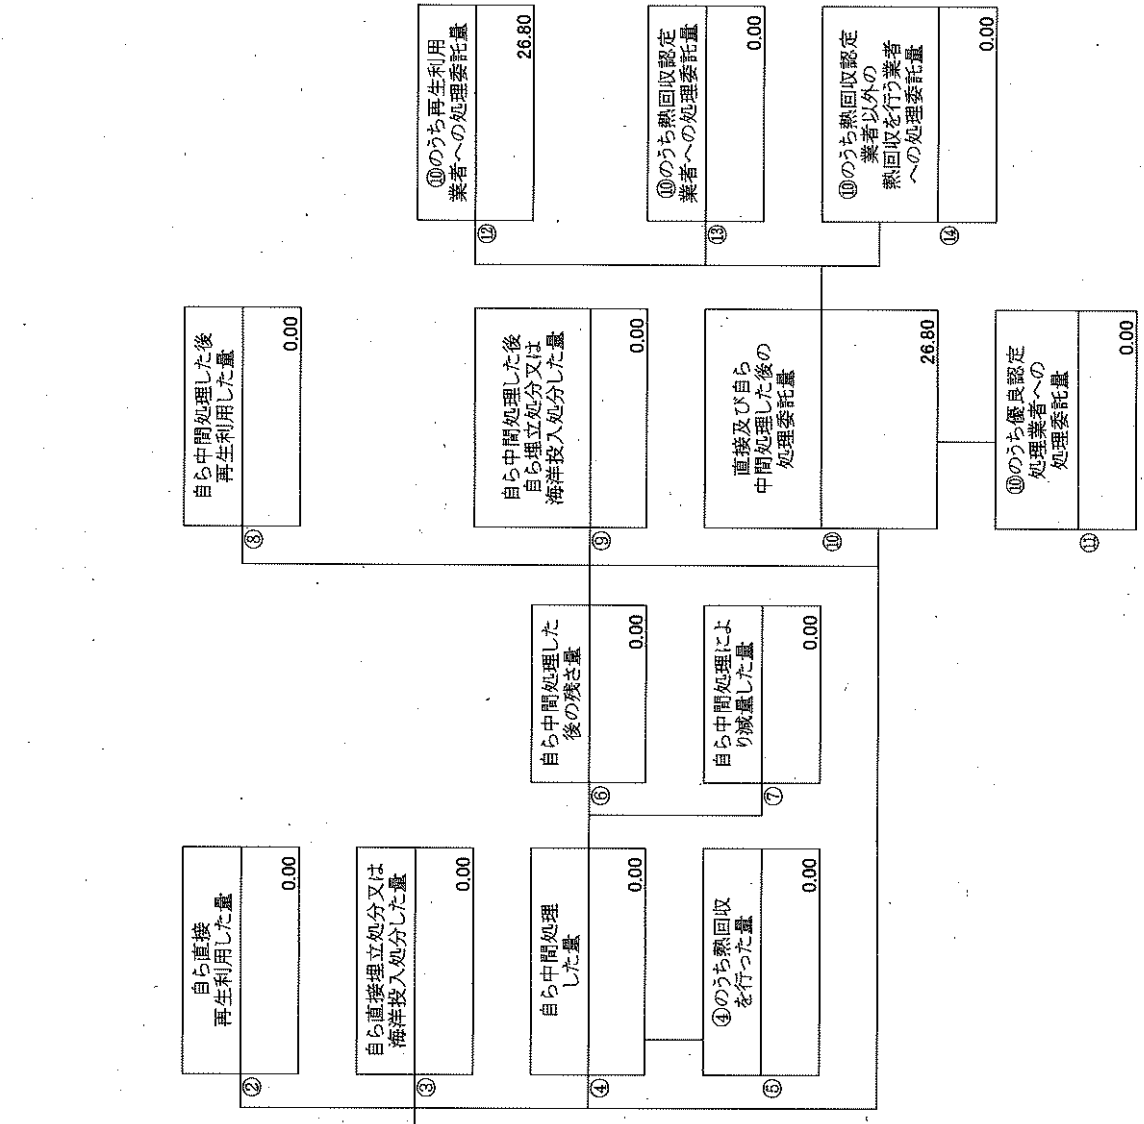 ②
自ら直接
再生利用した量
0.00
③
自ら直接埋立処分又は
海洋投入処分した量
0.00
④
自ら中間処理
した量
0.00
⑤
④のうち熱回収
を行った量
0.00
⑥
自ら中間処理した
後の残さ量
0.00
⑦
自ら中間処理によ
り減量した量
0.00
⑧
自ら中間処理した後
再生利用した量
0.00
⑨
自ら中間処理した後
自ら埋立処分又は
海洋投入処分した量
0.00
⑩
直接及び自ら
中間処理した後の
処理委託量
26.80
⑪
⑩のうち優良認定
処理業者への
処理委託量
0.00
⑫
⑩のうち再生利用
業者への処理委託量
26.80
⑬
⑩のうち熱回収認定
業者への処理委託量
0.00
⑭
⑩のうち熱回収認定
業者以外の
熱回収を行う業者
への処理委託量
0.00